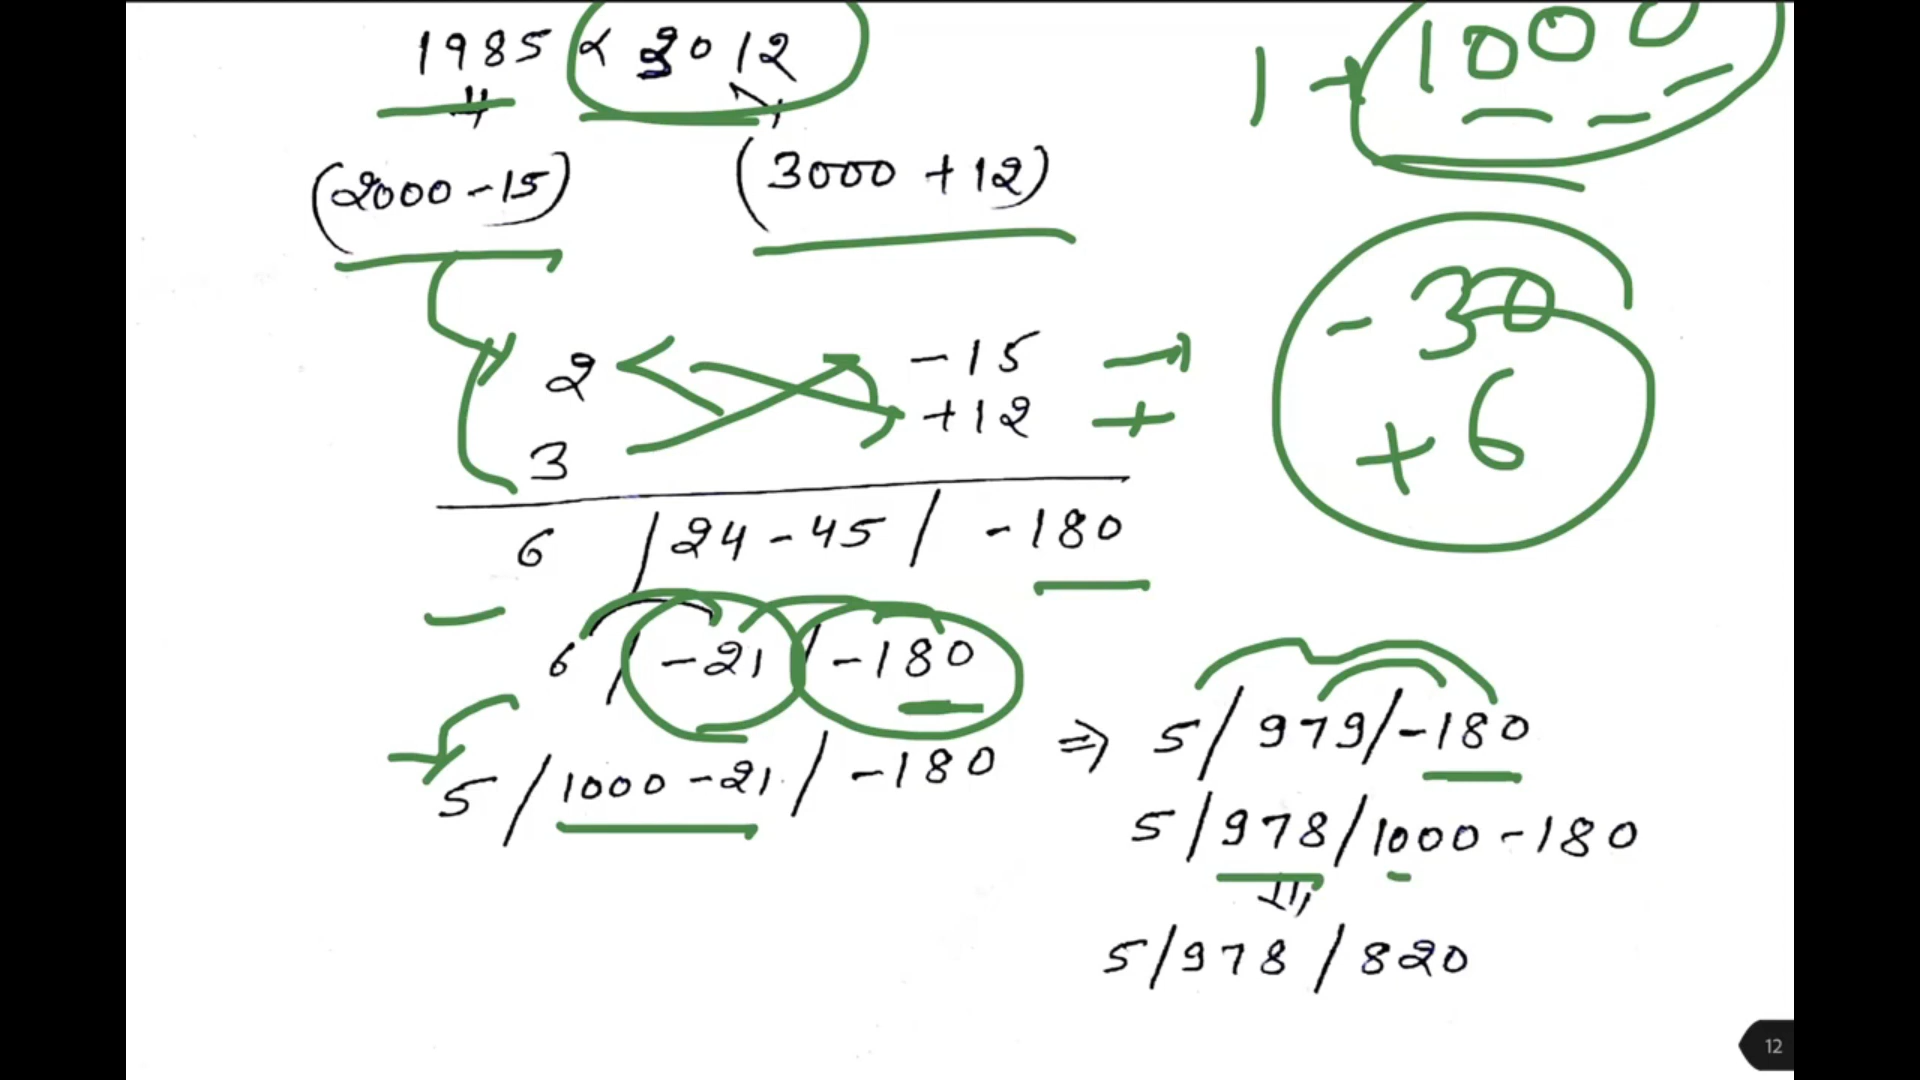 1985 × 3012
1 → 1000
(2000 - 15) (3000 + 12)
- 30
+ 6
2 - 15 →
3 + 12 +
6 / 24 - 45 / - 180
6 / - 21 / - 180
5 / 1000 - 21 / - 180 ⇒ 5 / 979 / - 180
5 / 978 / 1000 - 180
5 / 978 / 820
12